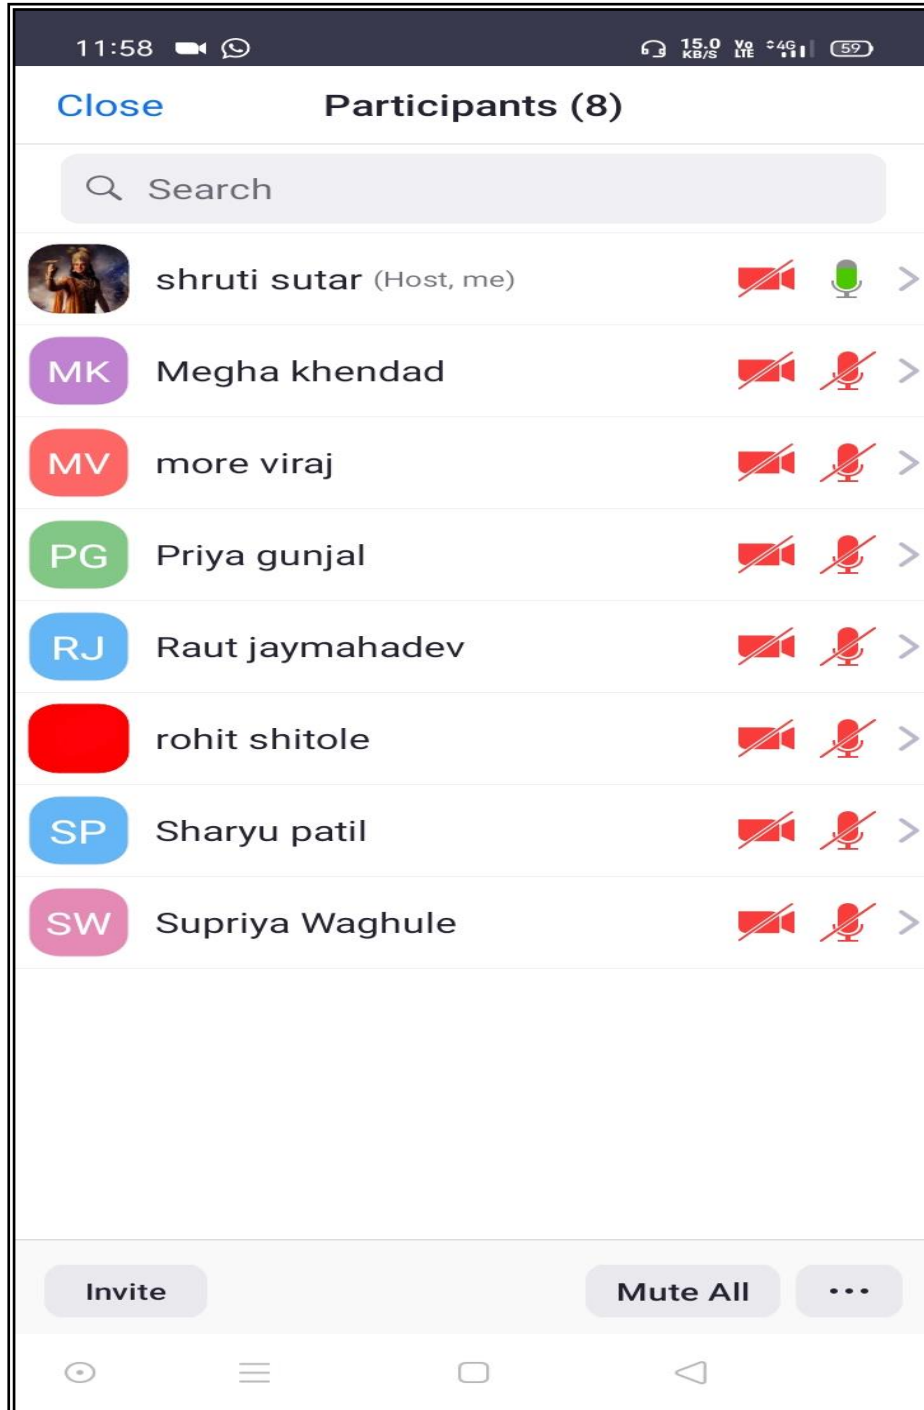 11:58 15.0 KB/S Vo LTE 4G 59
Close Participants (8)
Search
shruti sutar (Host, me)
MK Megha khendad
MV more viraj
PG Priya gunjal
RJ Raut jaymahadev
rohit shitole
SP Sharyu patil
SW Supriya Waghule
Invite Mute All ...